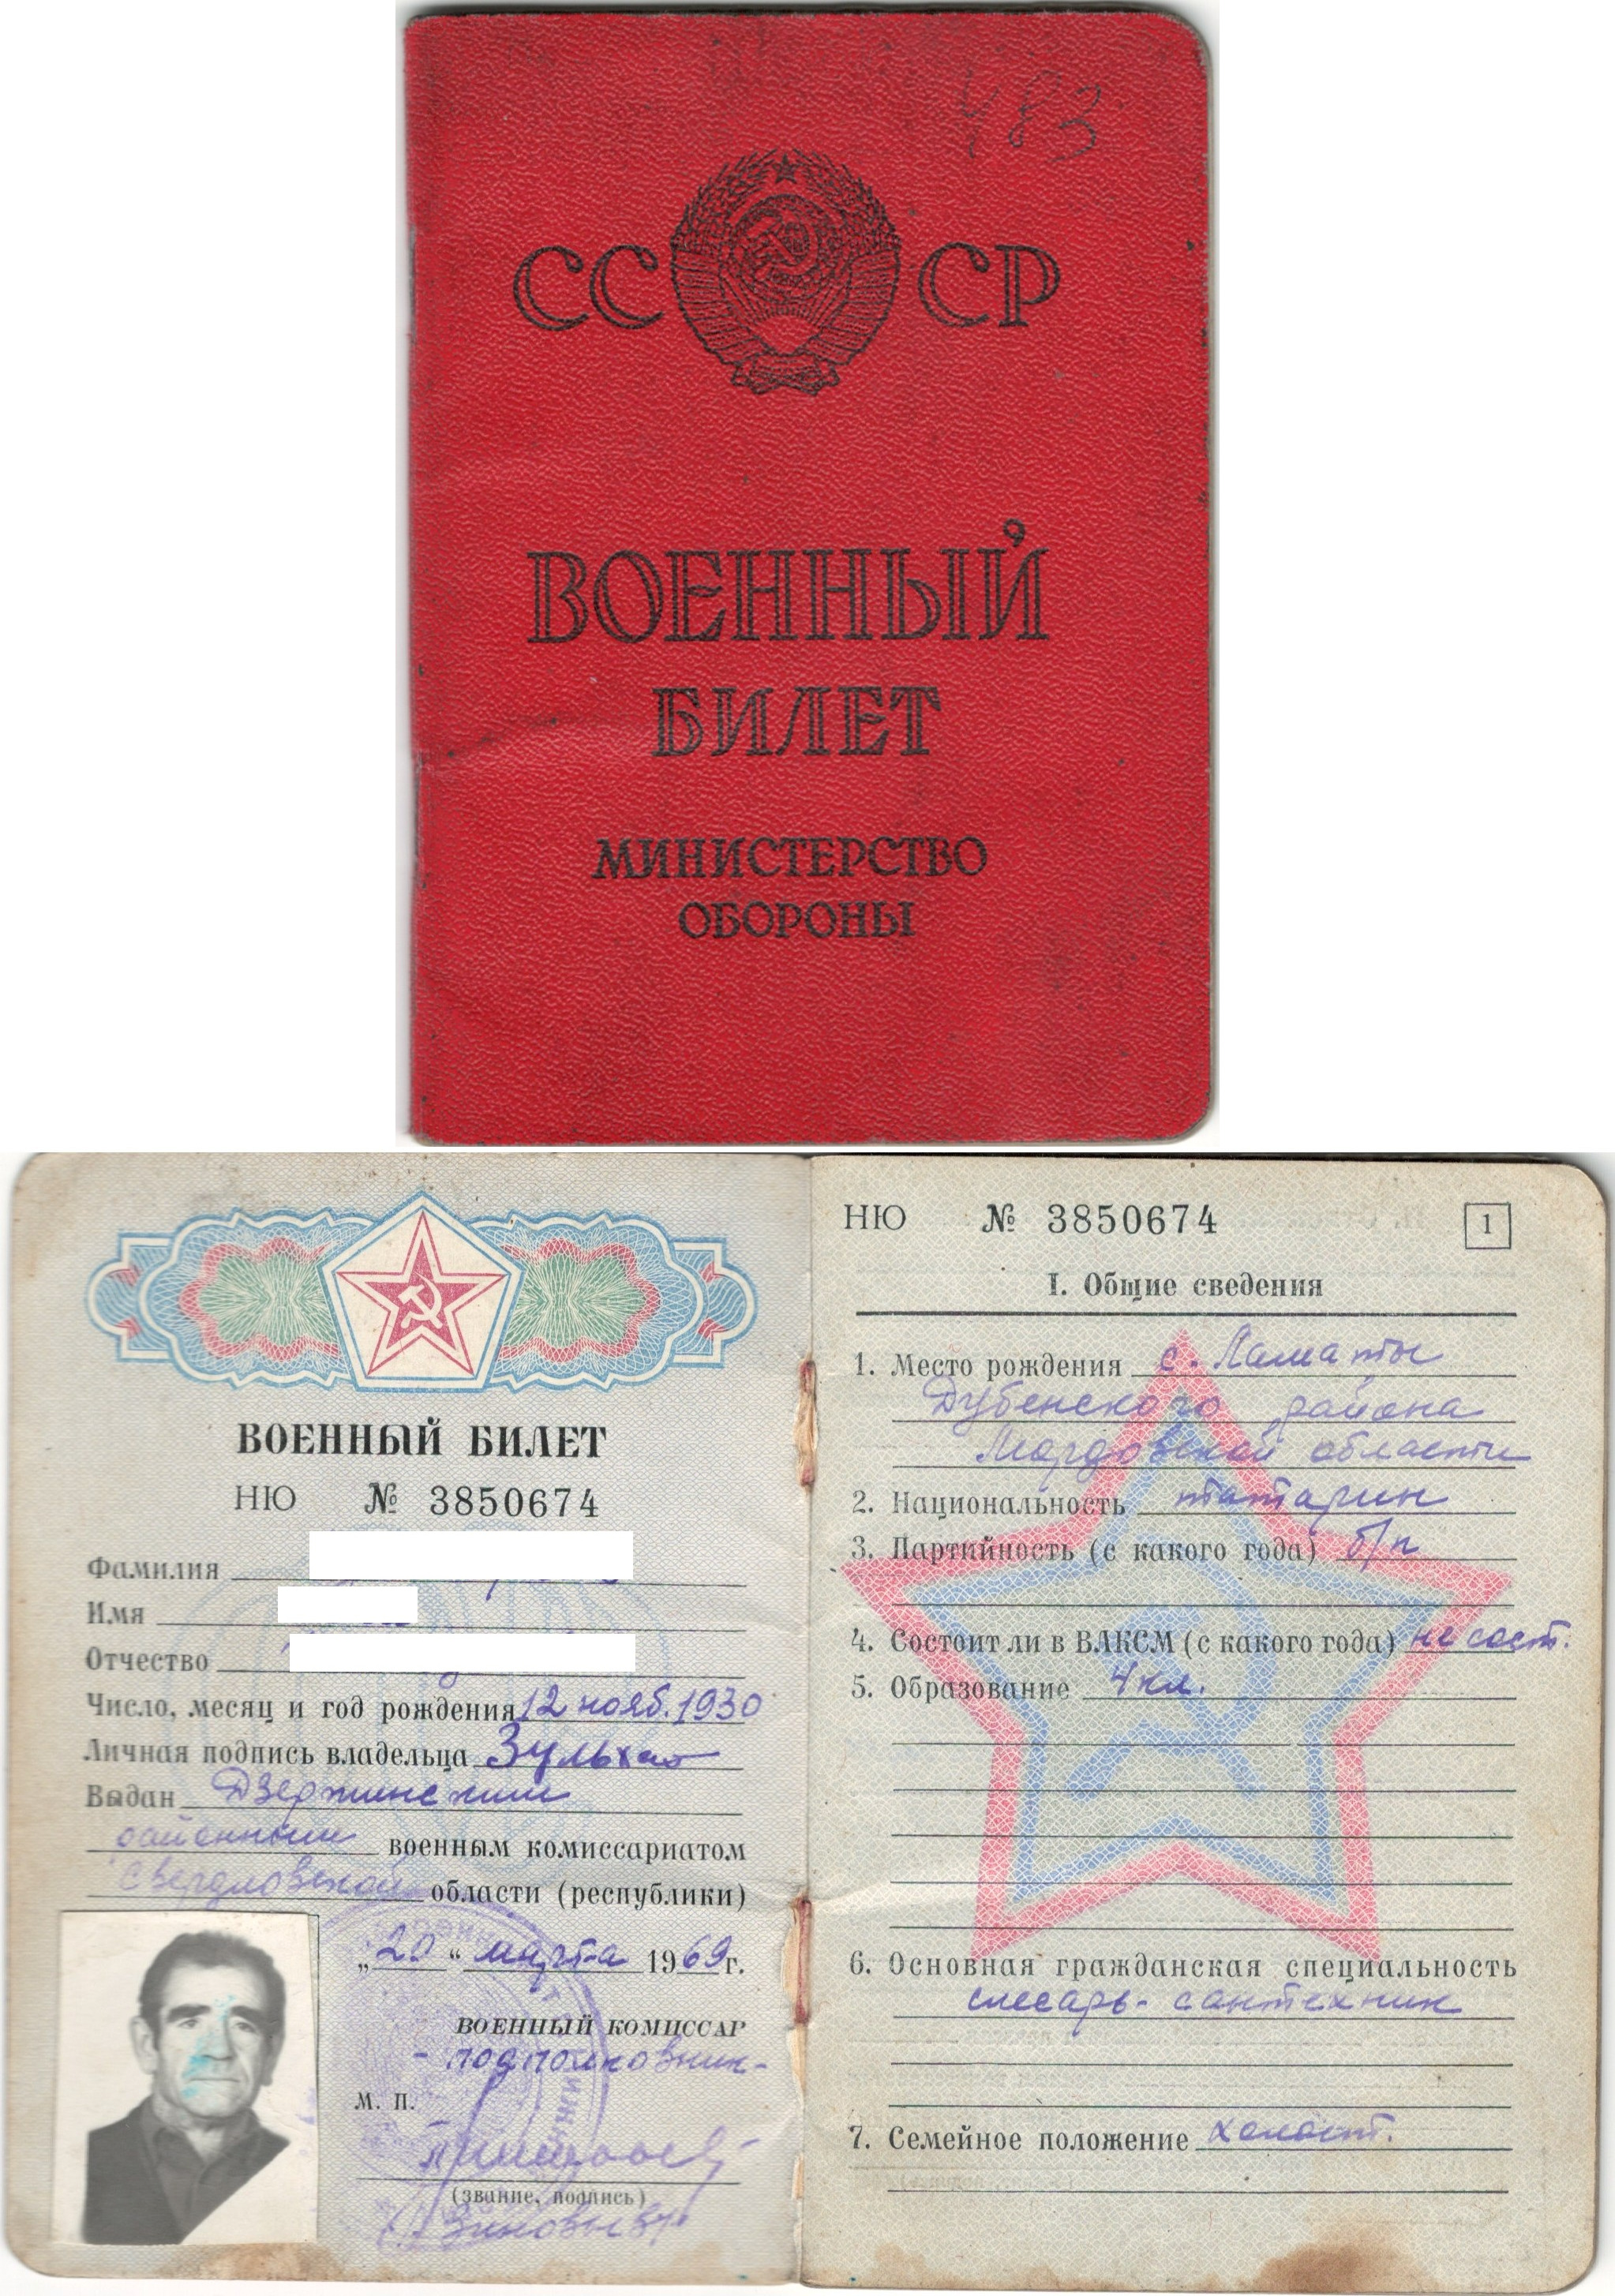 483
СССР
ВОЕННЫЙ
БИЛЕТ
МИНИСТЕРСТВО
ОБОРОНЫ
ВОЕННЫЙ БИЛЕТ
НЮ № 3850674
Фамилия
Имя
Отчество
Число, месяц и год рождения 12 нояб. 1930
Личная подпись владельца Зульхат
Выдан Дзержинским
районным военным комиссариатом
Свердловской области (республики)
„20“ марта 1969 г.
ВОЕННЫЙ КОМИССАР
- подполковник -
М. П.
(звание, подпись)
НЮ № 3850674
1
I. Общие сведения
1. Место рождения с. Ламаты
Дубенского района
Мордовской области
2. Национальность татарин
3. Партийность (с какого года) б/п
4. Состоит ли в ВЛКСМ (с какого года) не сост.
5. Образование 4 кл.
6. Основная гражданская специальность
слесарь-сантехник
7. Семейное положение холост.